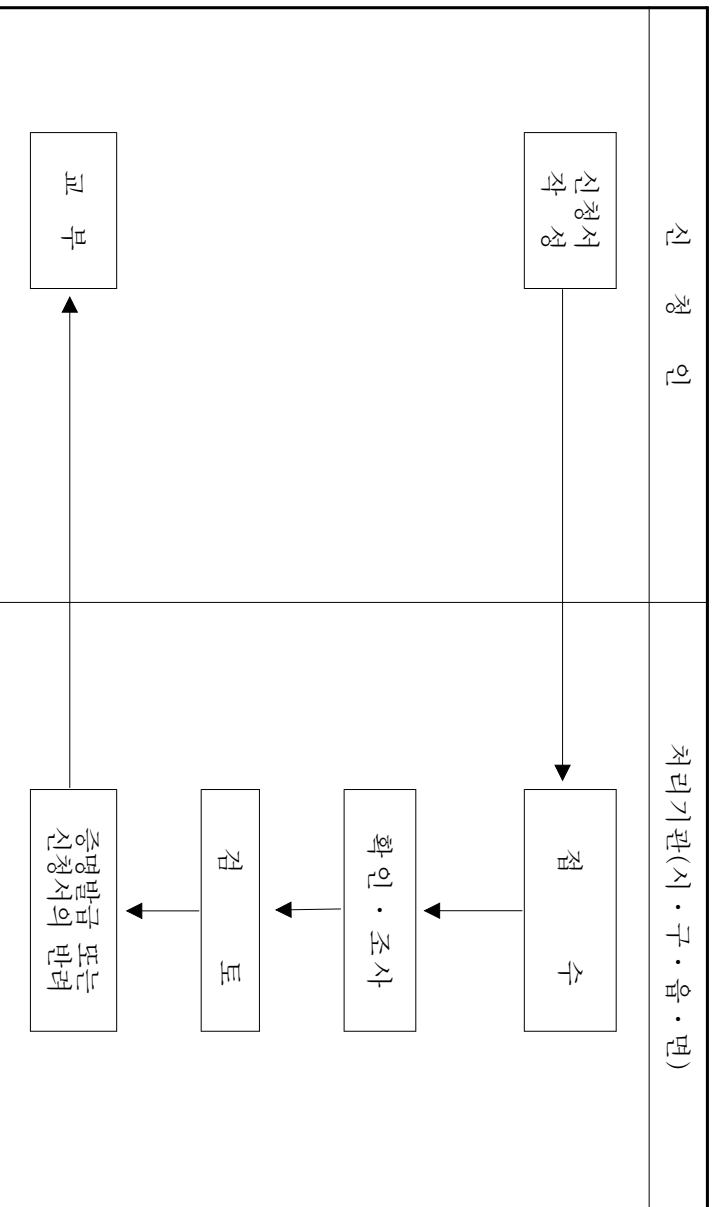 신 청 인
처리기관(시·구·읍·면)
신청서
작 성
접 수
확인·조사
검 토
증명발급 또는
신청서의 반려
교 부